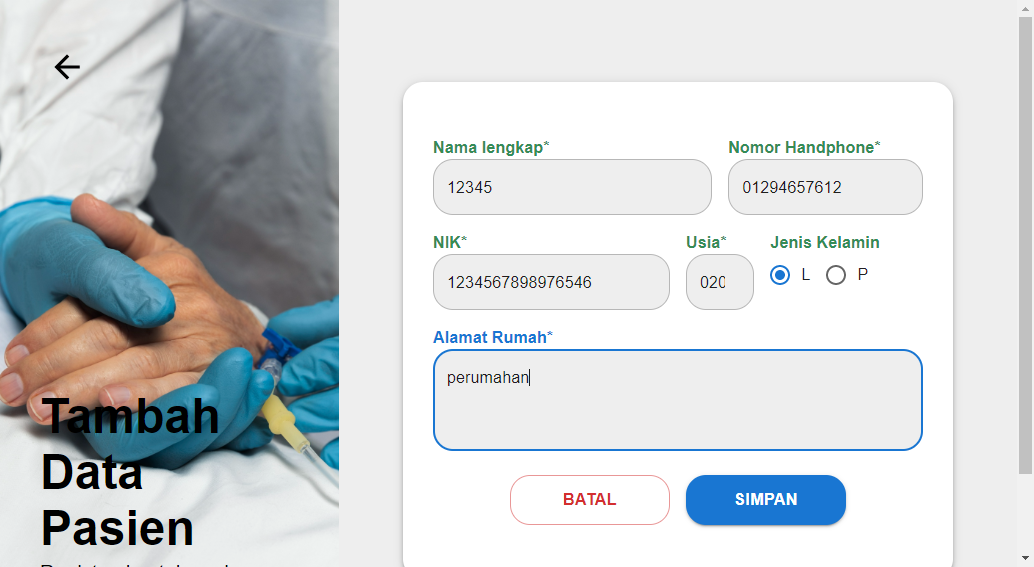 Tambah
Data
Pasien
Nama lengkap*
Nomor Handphone*
12345
01294657612
NIK*
Usia*
Jenis Kelamin
1234567898976546
020
L
P
Alamat Rumah*
perumahan
BATAL
SIMPAN